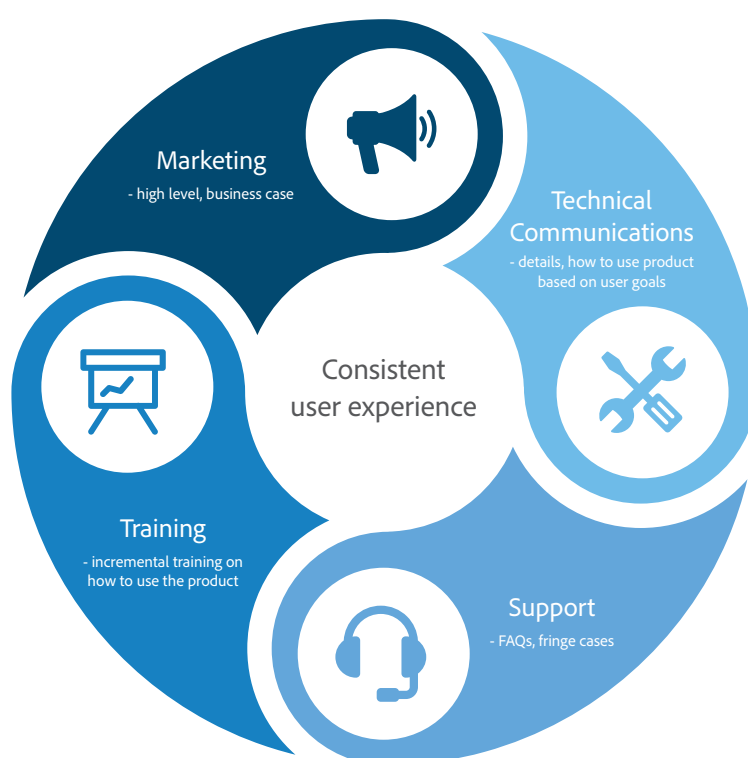 Marketing
- high level, business case
Technical
Communications
- details, how to use product
based on user goals
Consistent
user experience
Training
- incremental training on
how to use the product
Support
- FAQs, fringe cases